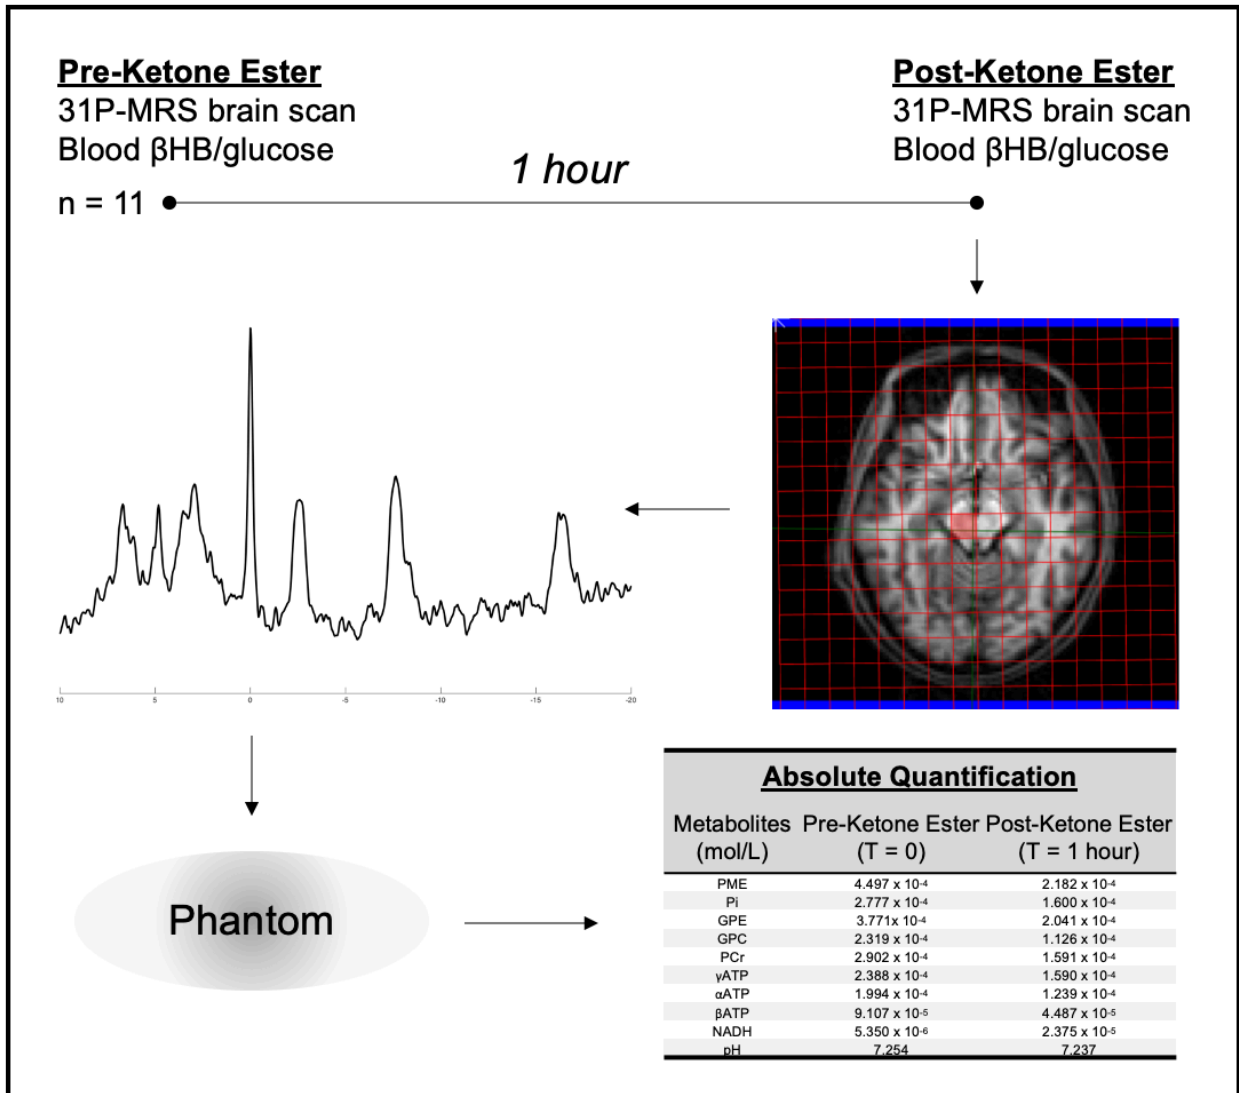 Pre-Ketone Ester
31P-MRS brain scan
Blood βHB/glucose
n = 11
1 hour
Post-Ketone Ester
31P-MRS brain scan
Blood βHB/glucose
10 5 0 -5 -10 -15 -20
Phantom
Absolute Quantification
Metabolites (mol/L) Pre-Ketone Ester (T = 0) Post-Ketone Ester (T = 1 hour)
PME 4.497 x 10-4 2.182 x 10-4
Pi 2.777 x 10-4 1.600 x 10-4
GPE 3.771x 10-4 2.041 x 10-4
GPC 2.319 x 10-4 1.126 x 10-4
PCr 2.902 x 10-4 1.591 x 10-4
γATP 2.388 x 10-4 1.590 x 10-4
αATP 1.994 x 10-4 1.239 x 10-4
βATP 9.107 x 10-5 4.487 x 10-5
NADH 5.350 x 10-6 2.375 x 10-5
pH 7.254 7.237